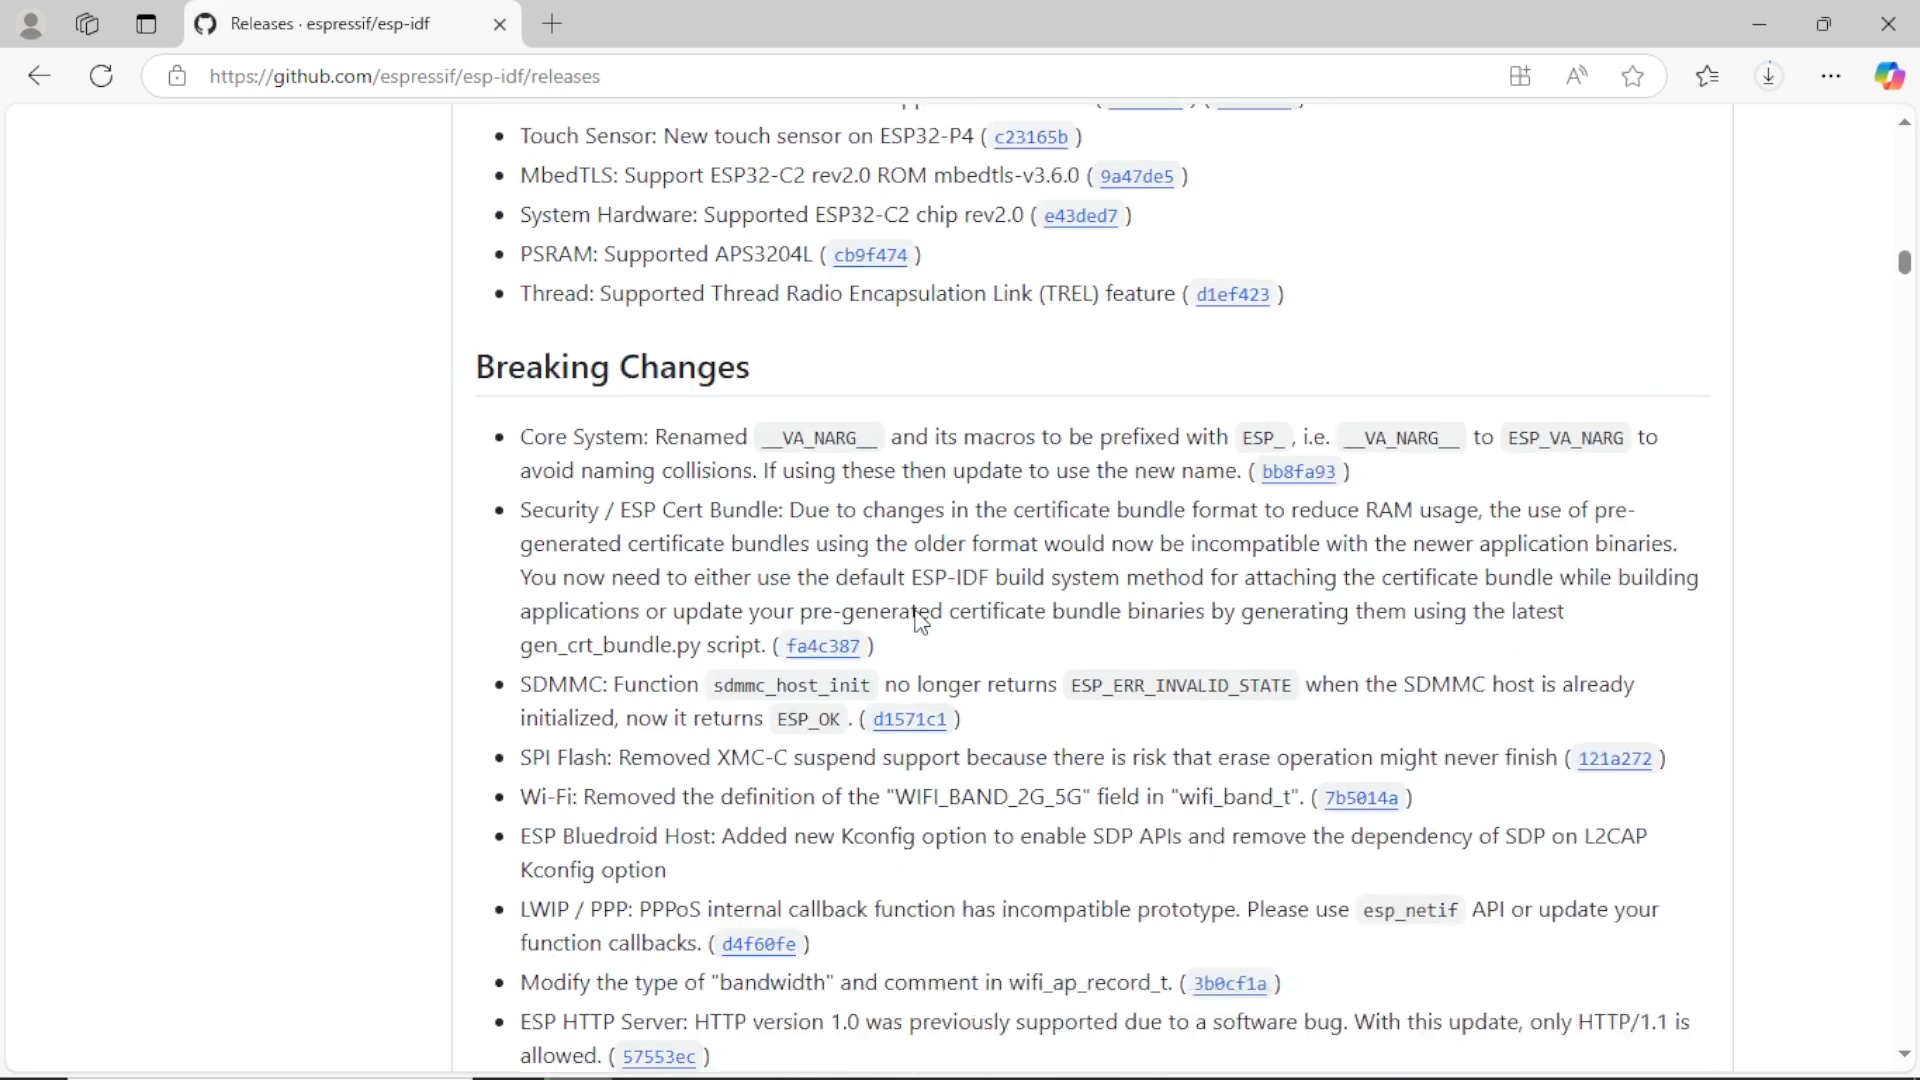 Releases · espressif/esp-idf
https://github.com/espressif/esp-idf/releases
Touch Sensor: New touch sensor on ESP32-P4 ( c23165b )
MbedTLS: Support ESP32-C2 rev2.0 ROM mbedtls-v3.6.0 ( 9a47de5 )
System Hardware: Supported ESP32-C2 chip rev2.0 ( e43ded7 )
PSRAM: Supported APS3204L ( cb9f474 )
Thread: Supported Thread Radio Encapsulation Link (TREL) feature ( d1ef423 )
Breaking Changes
Core System: Renamed __VA_NARG__ and its macros to be prefixed with ESP_ , i.e. __VA_NARG__ to ESP_VA_NARG to
avoid naming collisions. If using these then update to use the new name. ( bb8fa93 )
Security / ESP Cert Bundle: Due to changes in the certificate bundle format to reduce RAM usage, the use of pre-
generated certificate bundles using the older format would now be incompatible with the newer application binaries.
You now need to either use the default ESP-IDF build system method for attaching the certificate bundle while building
applications or update your pre-generated certificate bundle binaries by generating them using the latest
gen_crt_bundle.py script. ( fa4c387 )
SDMMC: Function sdmmc_host_init no longer returns ESP_ERR_INVALID_STATE when the SDMMC host is already
initialized, now it returns ESP_OK . ( d1571c1 )
SPI Flash: Removed XMC-C suspend support because there is risk that erase operation might never finish ( 121a272 )
Wi-Fi: Removed the definition of the "WIFI_BAND_2G_5G" field in "wifi_band_t". ( 7b5014a )
ESP Bluedroid Host: Added new Kconfig option to enable SDP APIs and remove the dependency of SDP on L2CAP
Kconfig option
LWIP / PPP: PPPoS internal callback function has incompatible prototype. Please use esp_netif API or update your
function callbacks. ( d4f60fe )
Modify the type of "bandwidth" and comment in wifi_ap_record_t. ( 3b0cf1a )
ESP HTTP Server: HTTP version 1.0 was previously supported due to a software bug. With this update, only HTTP/1.1 is
allowed. ( 57553ec )